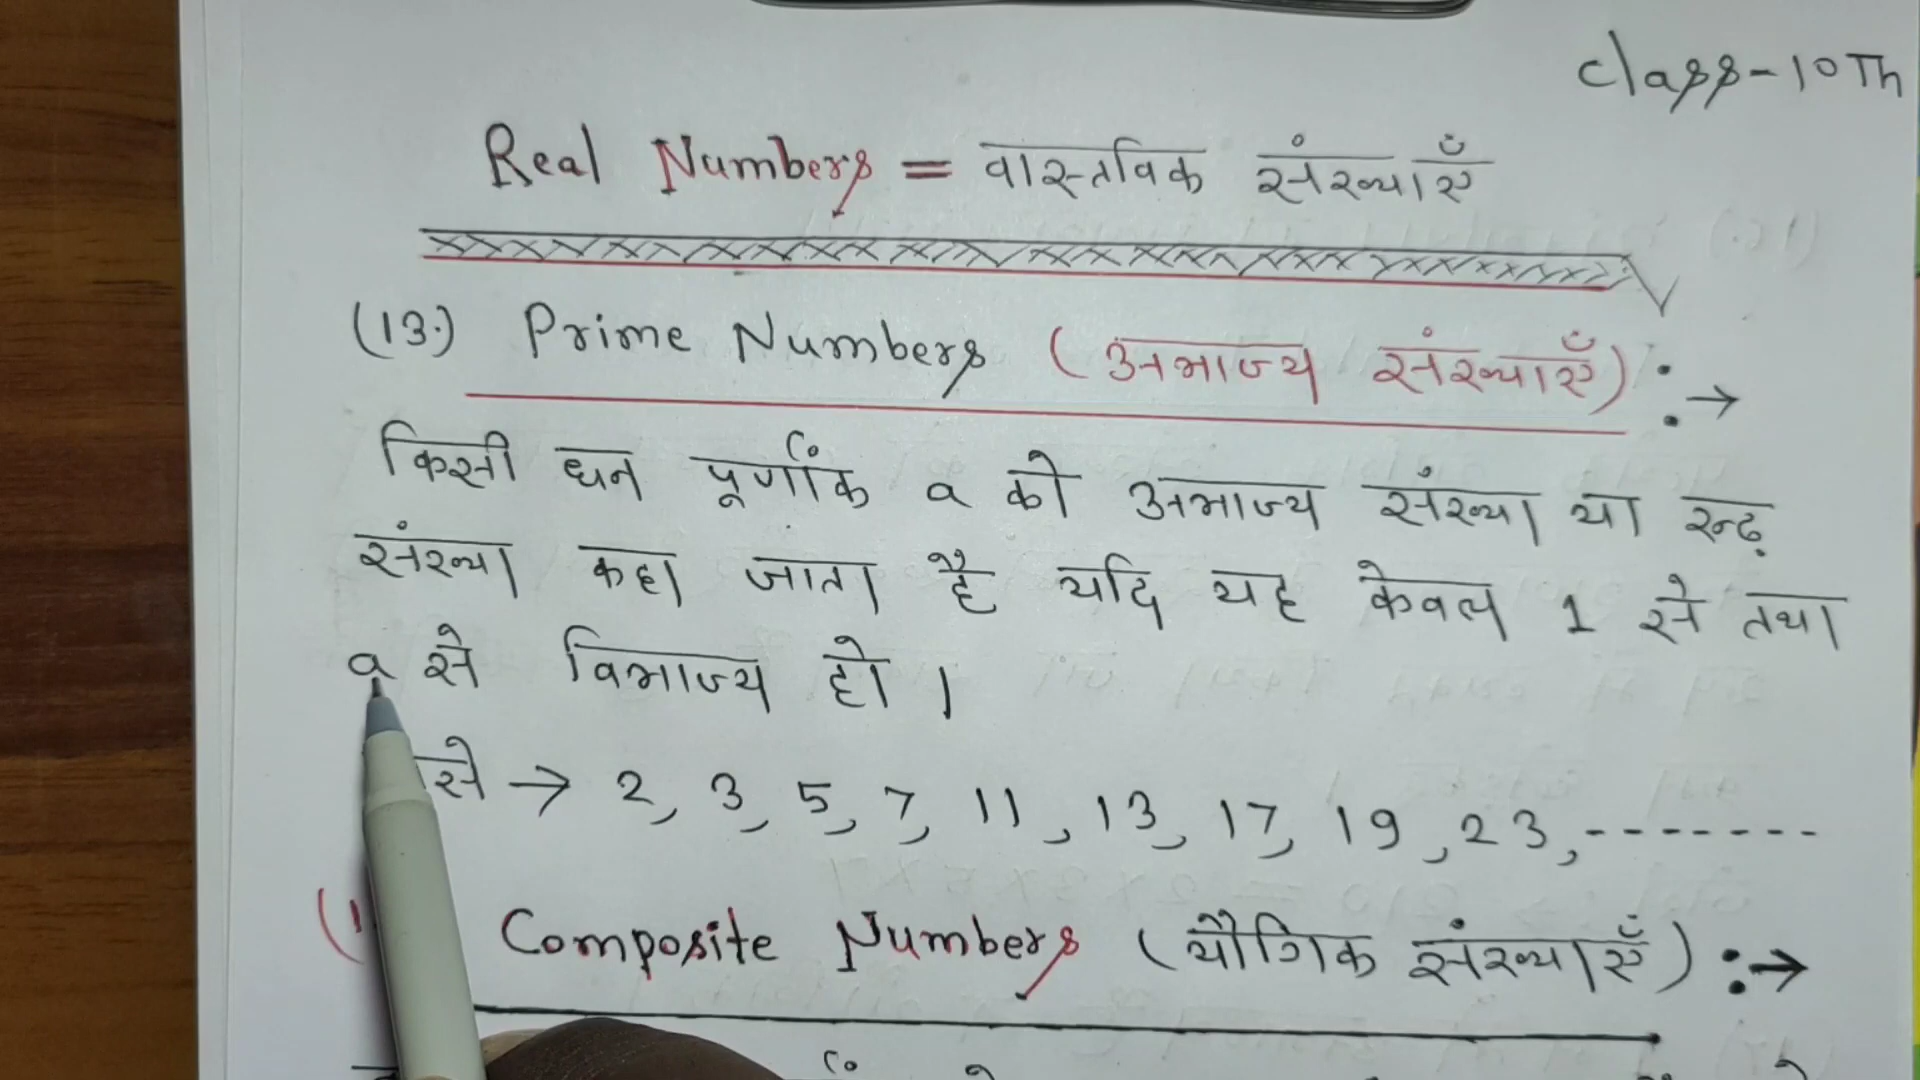 Class-10Th
Real Numbers = वास्तविक संख्याएँ
(13.) Prime Numbers (अभाज्य संख्याएँ) :→
किसी धन पूर्णांक a को अभाज्य संख्या या रूढ़
संख्या कहा जाता है यदि यह केवल 1 से तथा
a से विभाज्य हो।
से → 2, 3, 5, 7, 11, 13, 17, 19, 23, -------
Composite Numbers (यौगिक संख्याएँ) :→